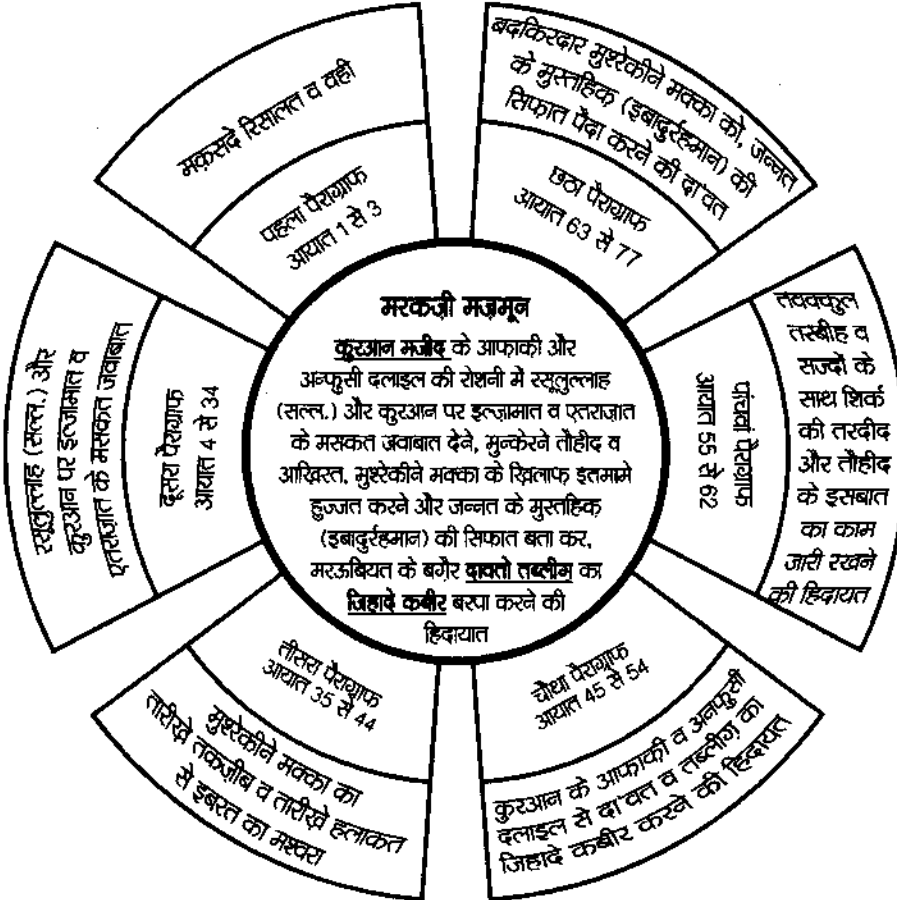 मरकज़ी मज़मून
क़ुरआन मजीद के आफाकी और
अन्फुसी दलाइल की रोशनी में रसूलुल्लाह
(सल्ल.) और कुरआन पर इल्ज़ामात व एतराज़ात
के मसकत जवाबात देने, मुन्केरने तौहीद व
आख़िरत, मुश्रेकीने मक्का के ख़िलाफ़ इतमामे
हुज्जत करने और जन्नत के मुस्तहिक़
(इबादुर्रहमान) की सिफात बता कर,
मरऊबियत के बग़ैर दावतो तब्लीग़ का
जिहादे कबीर बरपा करने की
हिदायात
मक़सदे रिसालत व वही
पहला पैराग्राफ
आयात 1 से 3
रसूलुल्लाह (सल्ल.) और
क़ुरआन पर इल्ज़ामात व
एतराज़ात के मसकत जवाबात
दूसरा पैराग्राफ
आयात 4 से 34
तीसरा पैराग्राफ
आयात 35 से 44
मुश्रेकीने मक्का का
तारीख़े तकज़ीब व तारीख़े हलाकत
से इबरत का मश्वरा
चौथा पैराग्राफ
आयात 45 से 54
कुरआन के आफ़ाकी व अनफुसी
दलाइल से दा'वत व तब्लीग़ का
जिहादे कबीर करने की हिदायत
पांचवां पैराग्राफ
आयात 55 से 62
तवक्कुल
तस्बीह व
सज्दों के
साथ शिर्क
की तरदीद
और तौहीद
के इसबात
का काम
जारी रखने
की हिदायत
बदकिरदार मुश्रेकीने मक्का को, जन्नत
के मुस्तहिक़ (इबादुर्रहमान) की
सिफ़ात पैदा करने की दा'वत
छठा पैराग्राफ
आयात 63 से 77